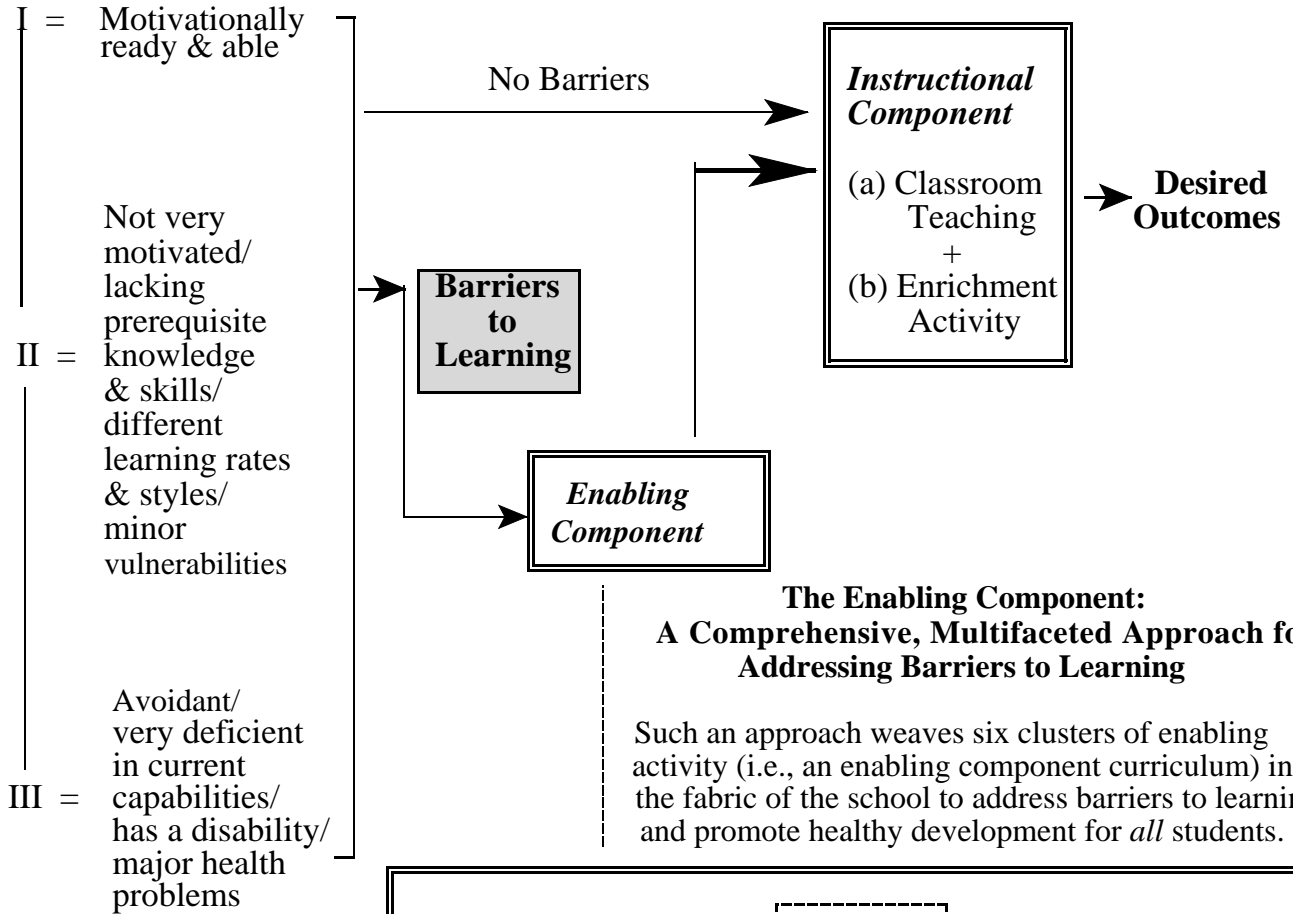 I = Motivationally
ready & able
Not very
motivated/
lacking
prerequisite
II = knowledge
& skills/
different
learning rates
& styles/
minor
vulnerabilities
Avoidant/
very deficient
in current
III = capabilities/
has a disability/
major health
problems
No Barriers
Barriers
to
Learning
Enabling
Component
Instructional
Component
(a) Classroom
Teaching
+
(b) Enrichment
Activity
Desired
Outcomes
The Enabling Component:
A Comprehensive, Multifaceted Approach fo
Addressing Barriers to Learning
Such an approach weaves six clusters of enabling
activity (i.e., an enabling component curriculum) in
the fabric of the school to address barriers to learnin
and promote healthy development for all students.